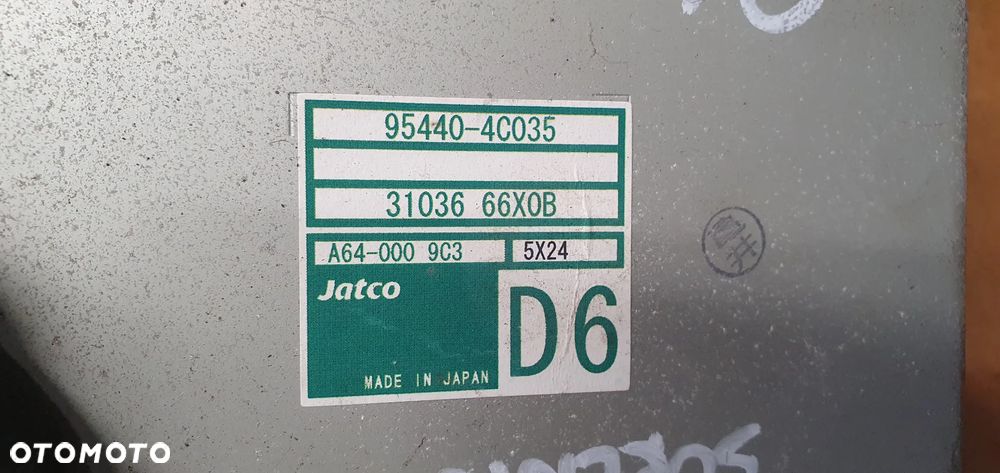 95440-4C035
31036 66X0B
A64-000 9C3
5X24
Jatco
D6
MADE IN JAPAN
OTOMOTO